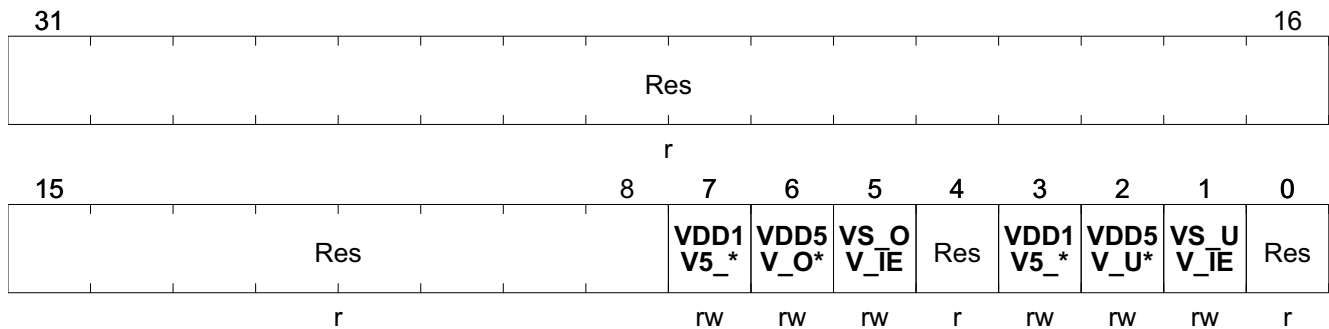 31 16
Res
r
15 8 7 6 5 4 3 2 1 0
Res VDD1 V5_* VDD5 V_O* VS_O V_IE Res VDD1 V5_* VDD5 V_U* VS_U V_IE Res
r rw rw rw r rw rw rw r